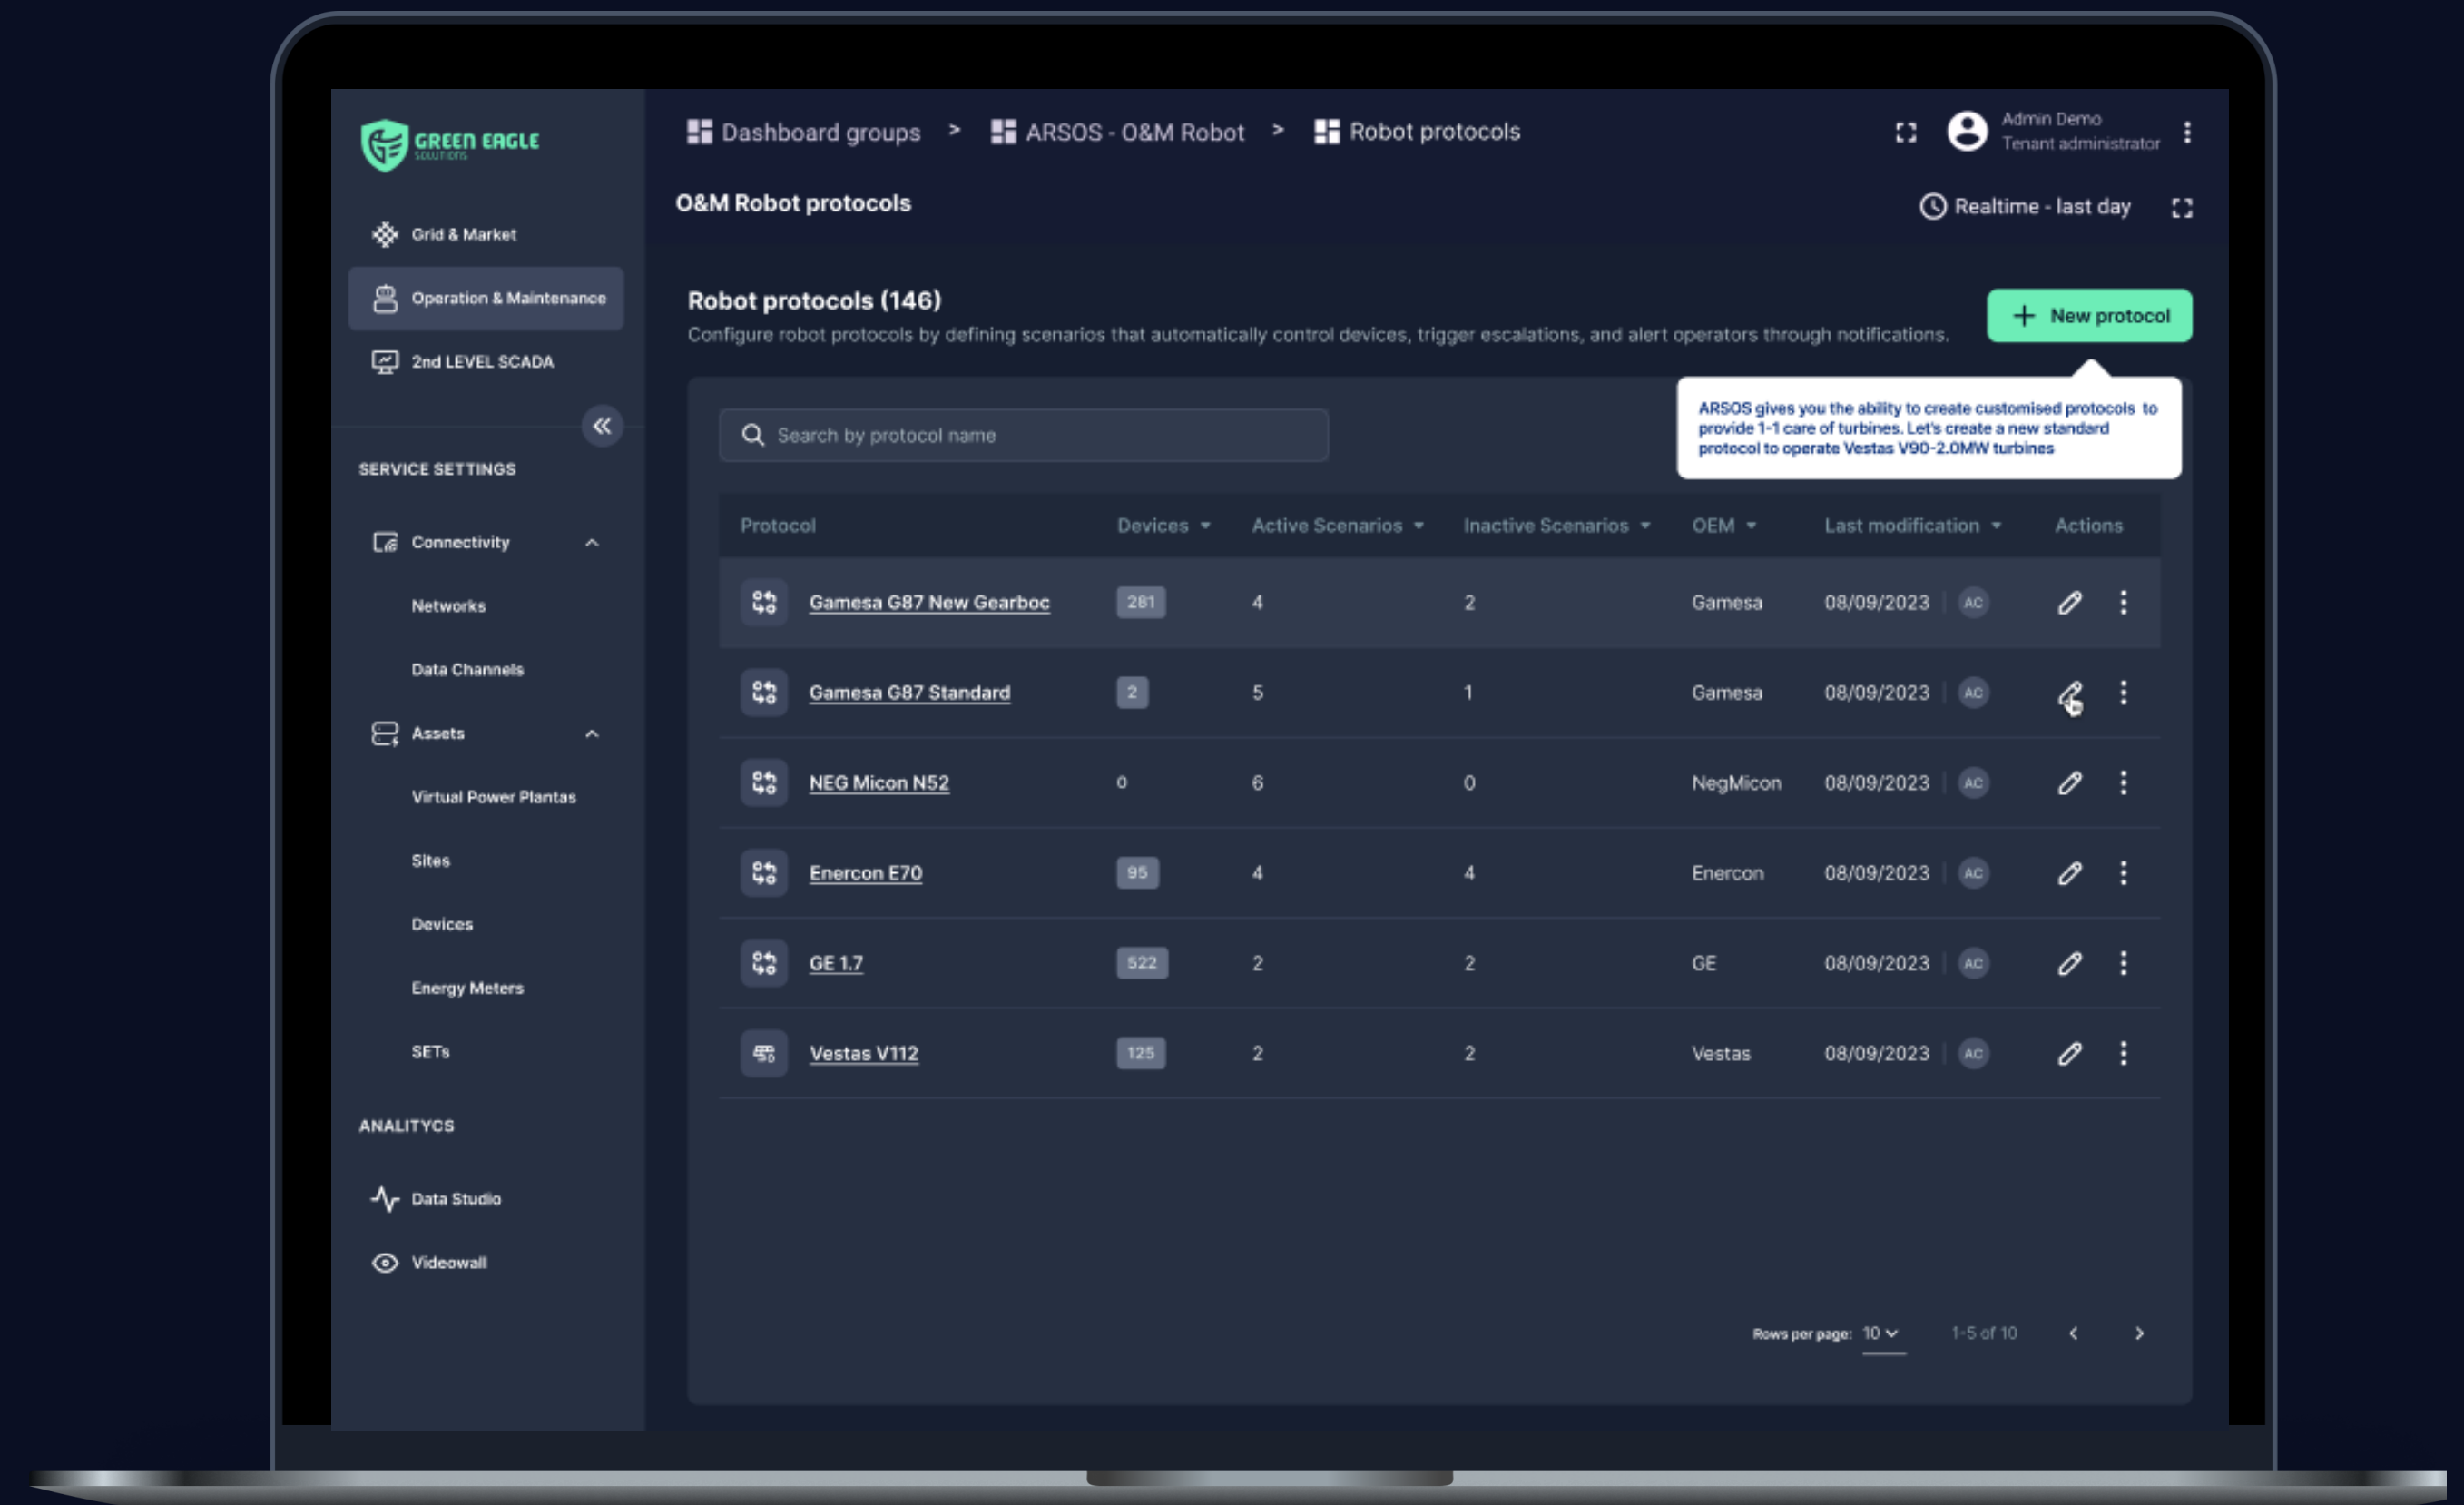 GREEN EAGLE
SOLUTIONS
Grid & Market
Operation & Maintenance
2nd LEVEL SCADA
SERVICE SETTINGS
Connectivity
Networks
Data Channels
Assets
Virtual Power Plantas
Sites
Devices
Energy Meters
SETs
ANALITYCS
Data Studio
Videowall
Dashboard groups > ARSOS - O&M Robot > Robot protocols
Admin Demo
Tenant administrator
O&M Robot protocols
Realtime - last day
Robot protocols (146)
Configure robot protocols by defining scenarios that automatically control devices, trigger escalations, and alert operators through notifications.
+ New protocol
ARSOS gives you the ability to create customised protocols to
provide 1-1 care of turbines. Let's create a new standard
protocol to operate Vestas V90-2.0MW turbines
Search by protocol name
Protocol Devices Active Scenarios Inactive Scenarios OEM Last modification Actions
Gamesa G87 New Gearboc 281 4 2 Gamesa 08/09/2023 AC
Gamesa G87 Standard 2 5 1 Gamesa 08/09/2023 AC
NEG Micon N52 0 6 0 NegMicon 08/09/2023 AC
Enercon E70 95 4 4 Enercon 08/09/2023 AC
GE 1.7 522 2 2 GE 08/09/2023 AC
Vestas V112 125 2 2 Vestas 08/09/2023 AC
Rows per page: 10 1-5 of 10 < >